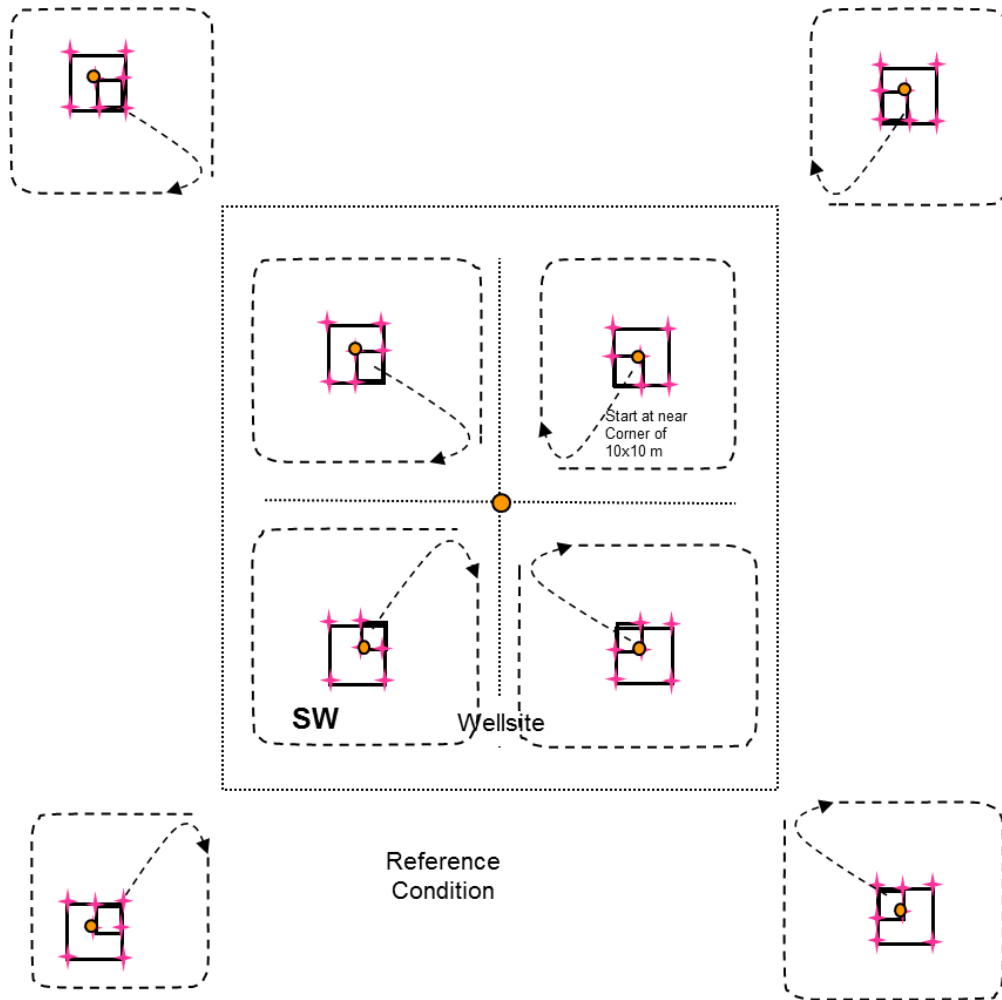 Start at near
Corner of
10x10 m
SW
Wellsite
Reference
Condition